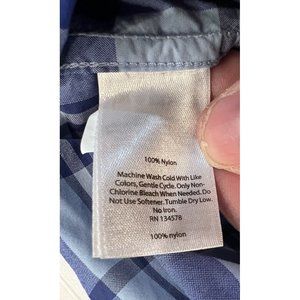 100% Nylon
Machine Wash Cold With Like
Colors, Gentle Cycle. Only Non-
Chlorine Bleach When Needed. Do
Not Use Softener. Tumble Dry Low.
No Iron.
RN 134578
100% nylon